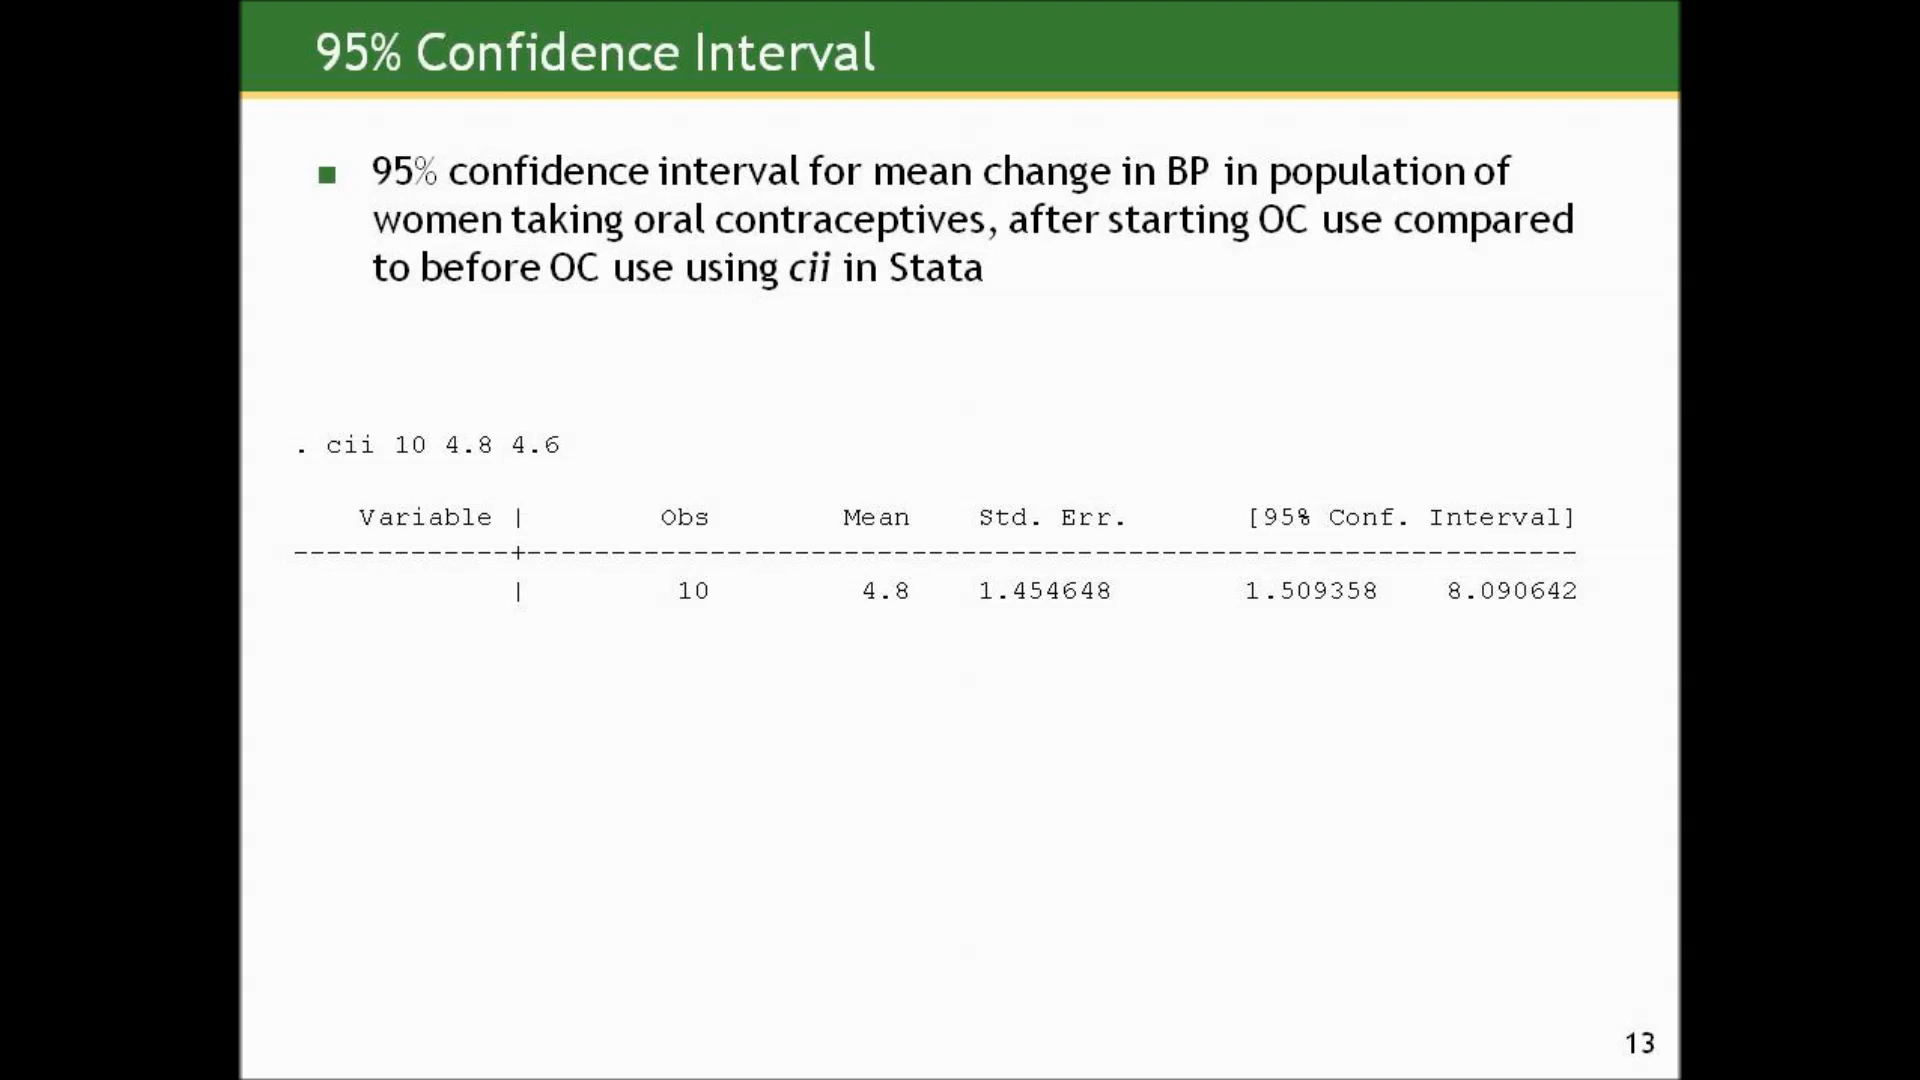 95% Confidence Interval
■ 95% confidence interval for mean change in BP in population of
women taking oral contraceptives, after starting OC use compared
to before OC use using cii in Stata
. cii 10 4.8 4.6
Variable | Obs Mean Std. Err. [95% Conf. Interval]
-------------+---------------------------------------------------------------
| 10 4.8 1.454648 1.509358 8.090642
13